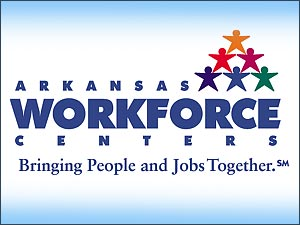 ARKANSAS
WORKFORCE
CENTERS
Bringing People and Jobs Together.℠